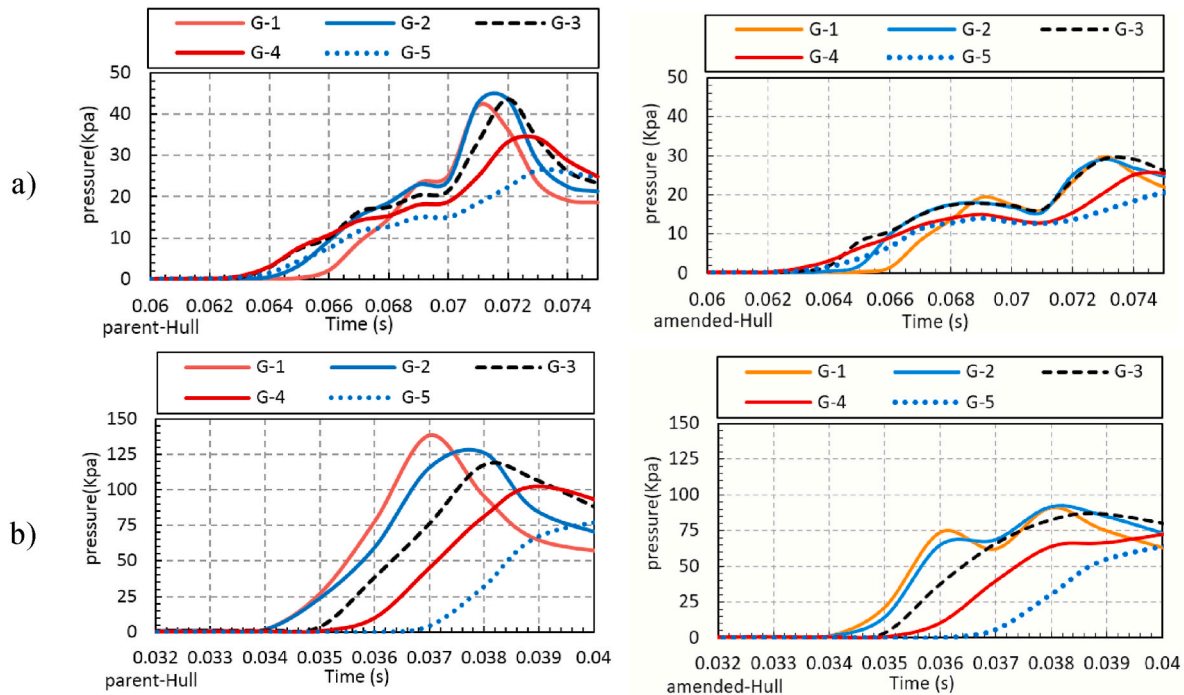 G-1 G-2 G-3
G-4 G-5
50
40
30
20
10
0
pressure(Kpa)
0.06 0.062 0.064 0.066 0.068 0.07 0.072 0.074
parent-Hull Time (s)
G-1 G-2 G-3
G-4 G-5
50
40
30
20
10
0
pressure (Kpa)
0.06 0.062 0.064 0.066 0.068 0.07 0.072 0.074
amended-Hull Time (s)
a)
G-1 G-2 G-3
G-4 G-5
150
125
100
75
50
25
0
pressure(Kpa)
0.032 0.033 0.034 0.035 0.036 0.037 0.038 0.039 0.04
parent-Hull Time (s)
G-1 G-2 G-3
G-4 G-5
150
125
100
75
50
25
0
pressure(Kpa)
0.032 0.033 0.034 0.035 0.036 0.037 0.038 0.039 0.04
amended-Hull Time (s)
b)